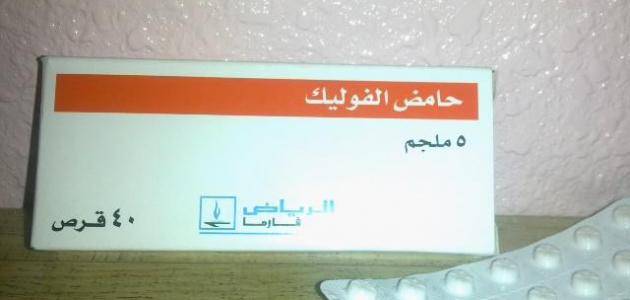 حامض الفوليك
٥ ملجم
الرياض
فارما
٤٠ قرص